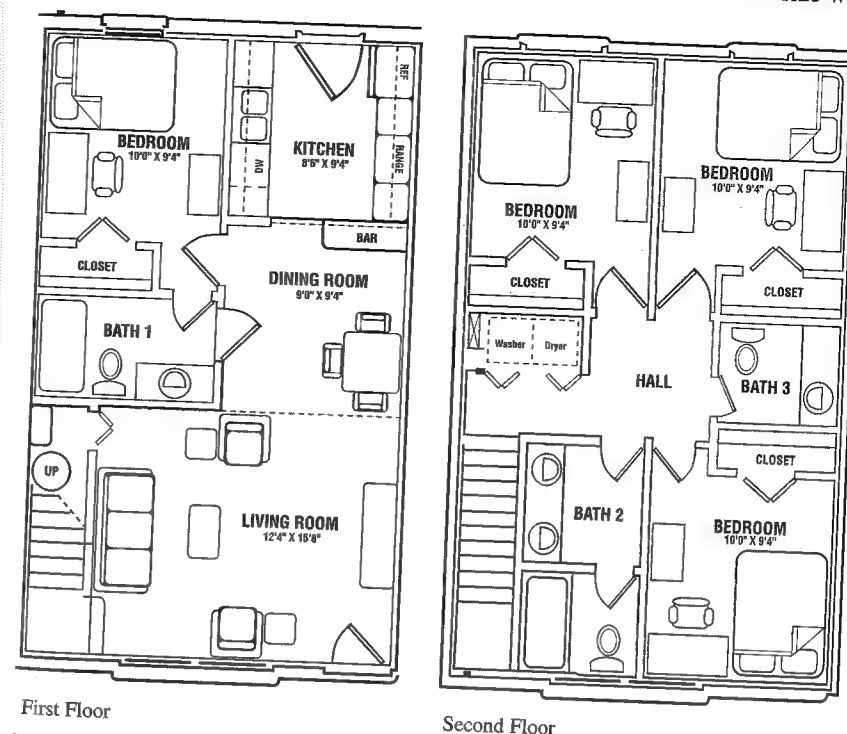 BEDROOM
10'0" X 9'4"
KITCHEN
8'6" X 9'4"
REF
RANGE
DW
BAR
CLOSET
DINING ROOM
9'0" X 9'4"
BATH 1
UP
LIVING ROOM
12'4" X 16'8"
First Floor
BEDROOM
10'0" X 9'4"
BEDROOM
10'0" X 9'4"
CLOSET
CLOSET
Washer
Dryer
HALL
BATH 3
CLOSET
BATH 2
BEDROOM
10'0" X 9'4"
Second Floor